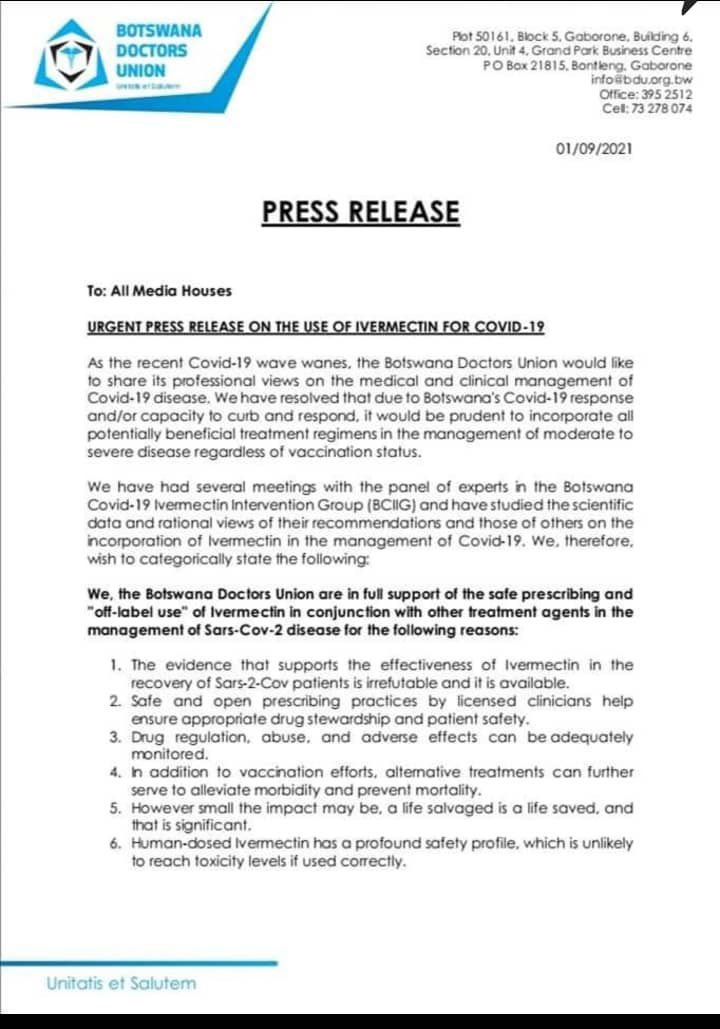 BOTSWANA
DOCTORS
UNION
Unitatis et Salutem
Plot 50161, Block 5, Gaborone, Building 6,
Section 20, Unit 4, Grand Park Business Centre
P O Box 21815, Bontleng, Gaborone
info@bdu.org.bw
Office: 395 2512
Cell: 73 278 074
01/09/2021
PRESS RELEASE
To: All Media Houses
URGENT PRESS RELEASE ON THE USE OF IVERMECTIN FOR COVID-19
As the recent Covid-19 wave wanes, the Botswana Doctors Union would like
to share its professional views on the medical and clinical management of
Covid-19 disease. We have resolved that due to Botswana's Covid-19 response
and/or capacity to curb and respond, it would be prudent to incorporate all
potentially beneficial treatment regimens in the management of moderate to
severe disease regardless of vaccination status.
We have had several meetings with the panel of experts in the Botswana
Covid-19 Ivermectin Intervention Group (BCIIG) and have studied the scientific
data and rational views of their recommendations and those of others on the
incorporation of Ivermectin in the management of Covid-19. We, therefore,
wish to categorically state the following:
We, the Botswana Doctors Union are in full support of the safe prescribing and
"off-label use" of Ivermectin in conjunction with other treatment agents in the
management of Sars-Cov-2 disease for the following reasons:
1. The evidence that supports the effectiveness of Ivermectin in the
recovery of Sars-2-Cov patients is irrefutable and it is available.
2. Safe and open prescribing practices by licensed clinicians help
ensure appropriate drug stewardship and patient safety.
3. Drug regulation, abuse, and adverse effects can be adequately
monitored.
4. In addition to vaccination efforts, alternative treatments can further
serve to alleviate morbidity and prevent mortality.
5. However small the impact may be, a life salvaged is a life saved, and
that is significant.
6. Human-dosed Ivermectin has a profound safety profile, which is unlikely
to reach toxicity levels if used correctly.
Unitatis et Salutem